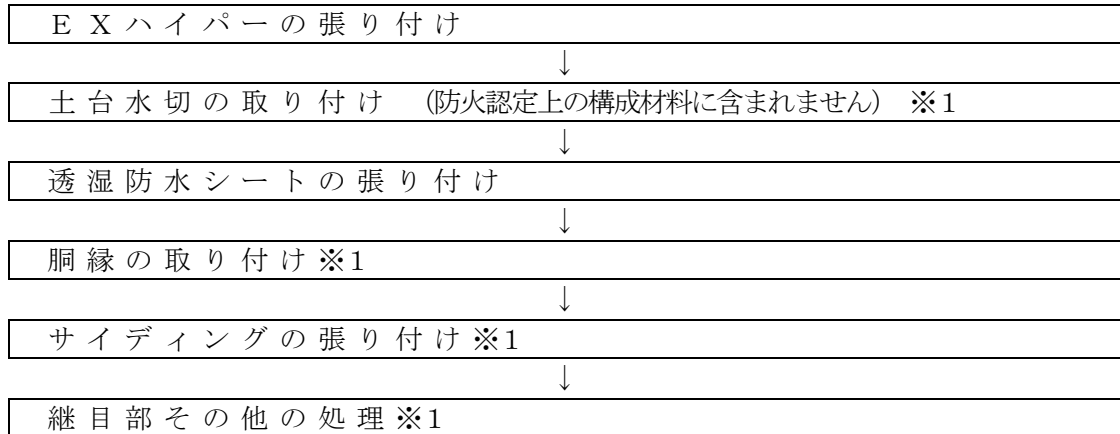 ＥＸハイパーの張り付け
↓
土台水切の取り付け （防火認定上の構成材料に含まれません） ※１
↓
透湿防水シートの張り付け
↓
胴縁の取り付け※１
↓
サイディングの張り付け※１
↓
継目部その他の処理※１